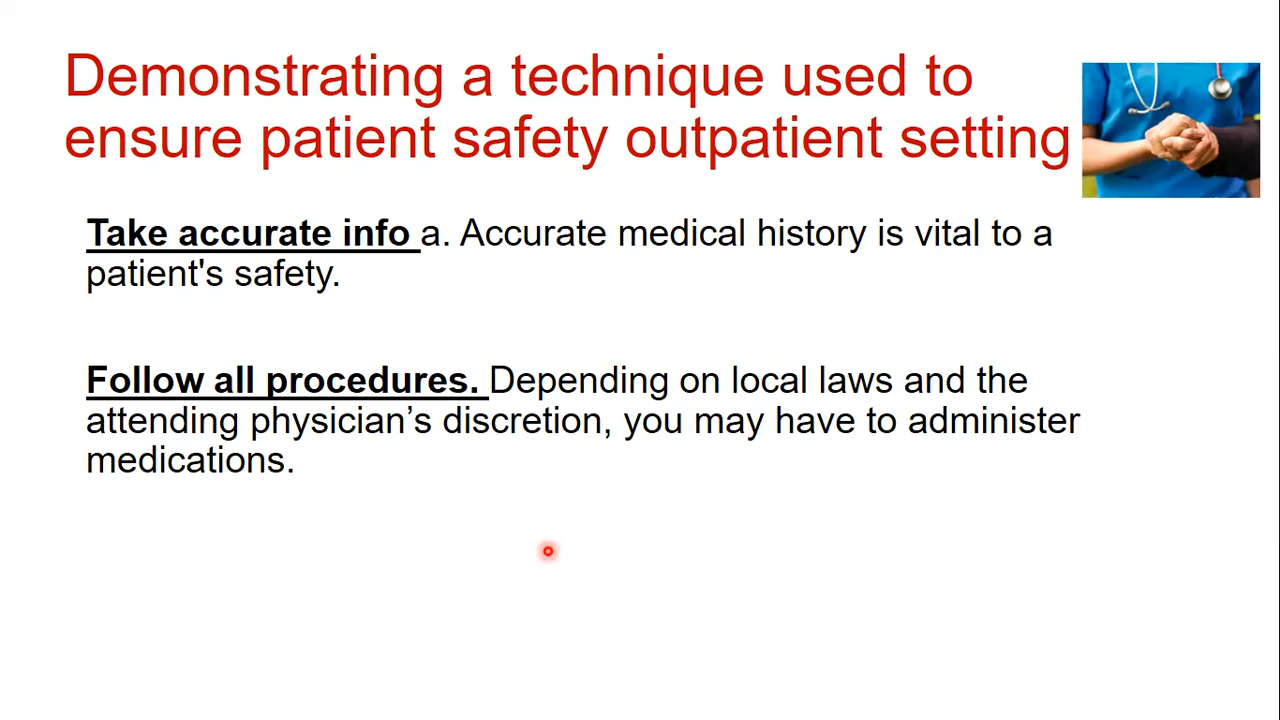 Demonstrating a technique used to
ensure patient safety outpatient setting
Take accurate info a. Accurate medical history is vital to a
patient's safety.
Follow all procedures. Depending on local laws and the
attending physician’s discretion, you may have to administer
medications.